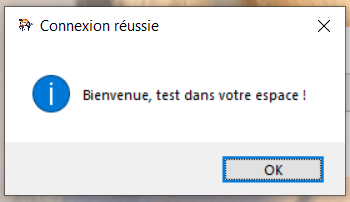 Connexion réussie
Bienvenue, test dans votre espace !
OK